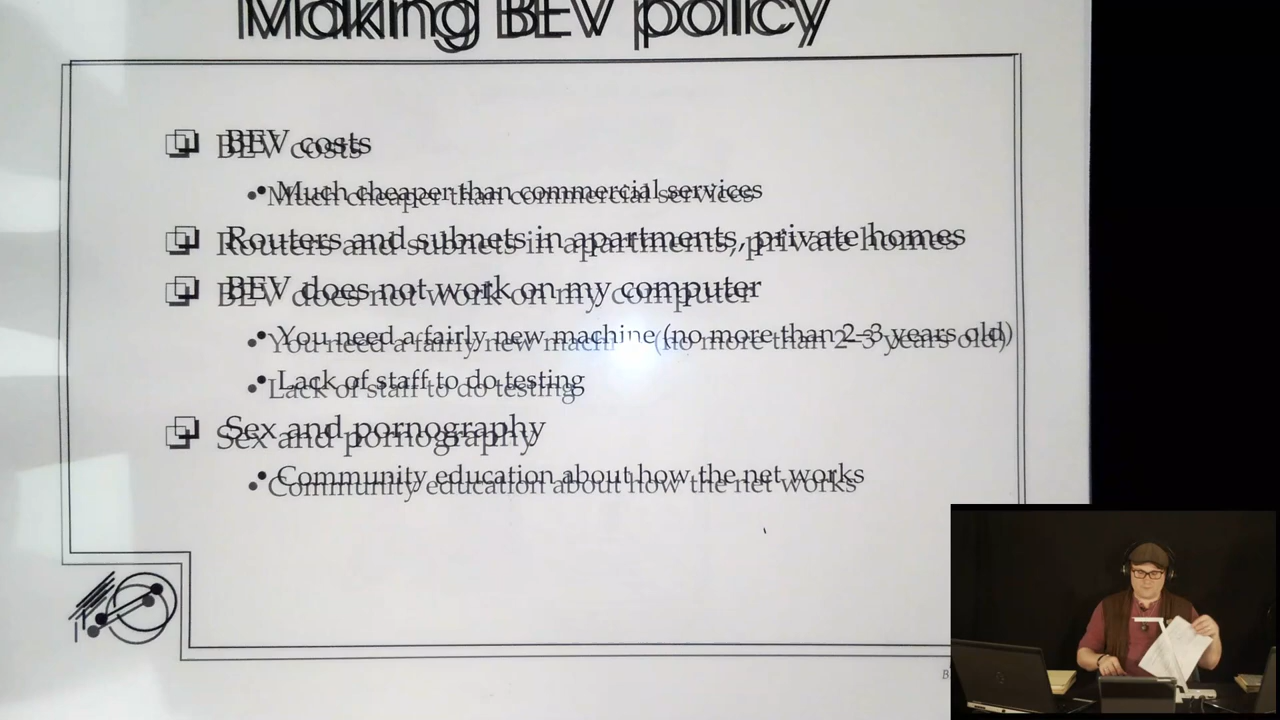 Making BEV policy
BEV costs
• Much cheaper than commercial services
Routers and subnets in apartments, private homes
BEV does not work on my computer
• You need a fairly new machine (no more than 2–3 years old)
• Lack of staff to do testing
Sex and pornography
• Community education about how the net works